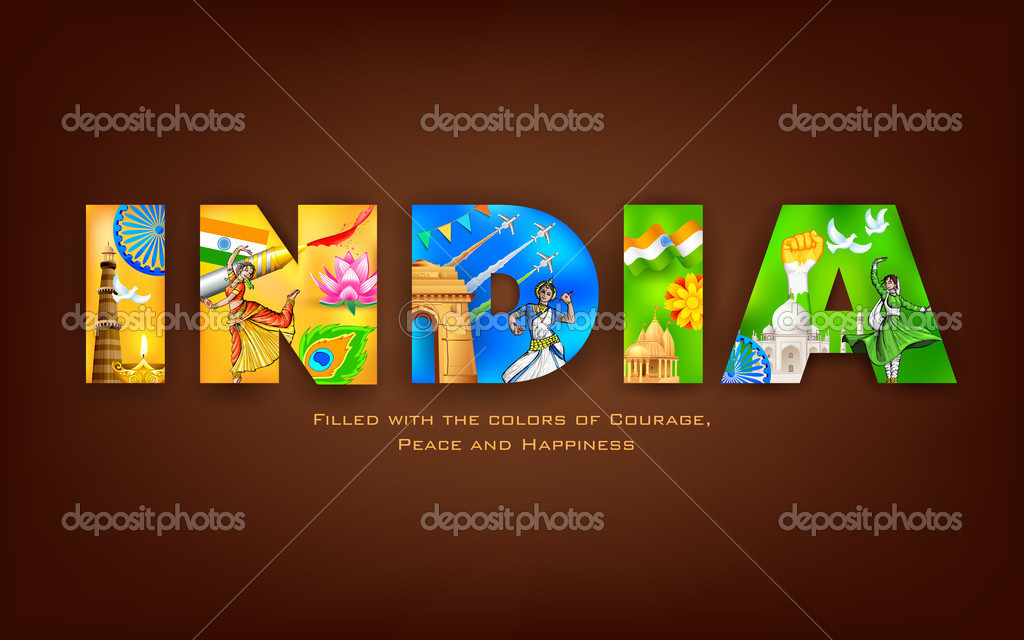 depositphotos depositphotos depositphotos
INDIA
depositphotos depositphotos depositphotos
Filled with the colors of Courage,
Peace and Happiness
depositphotos depositphotos depositphotos